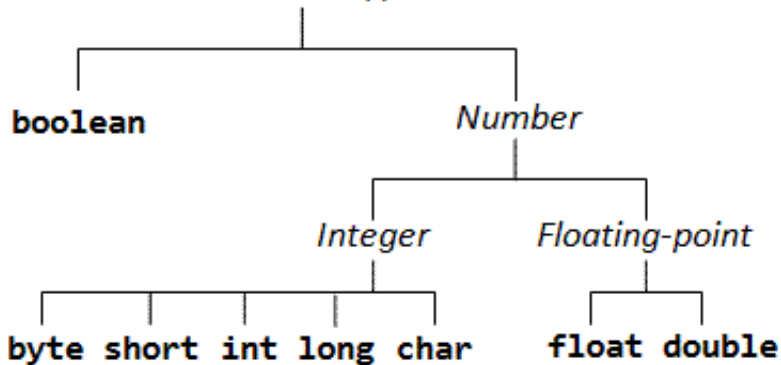 boolean Number
Integer Floating-point
byte short int long char float double